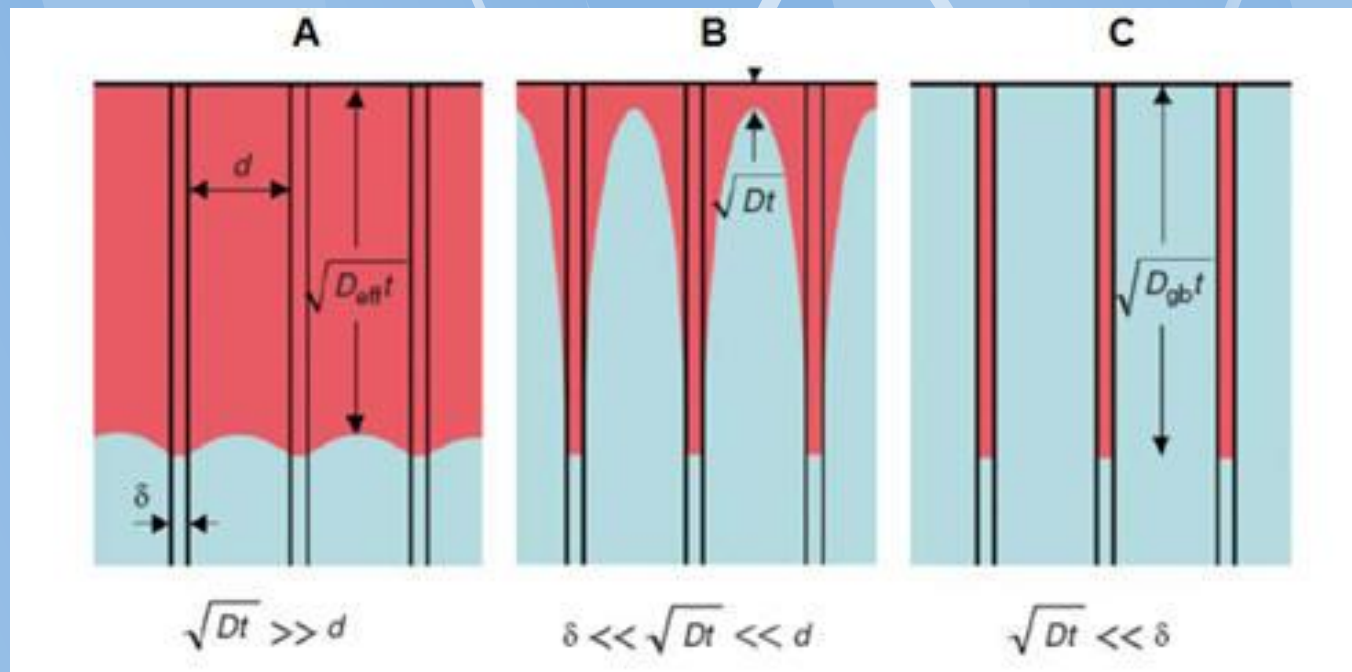 A
B
C
d
√Dt
√D_eff t
√D_gb t
δ
√Dt >> d
δ << √Dt << d
√Dt << δ